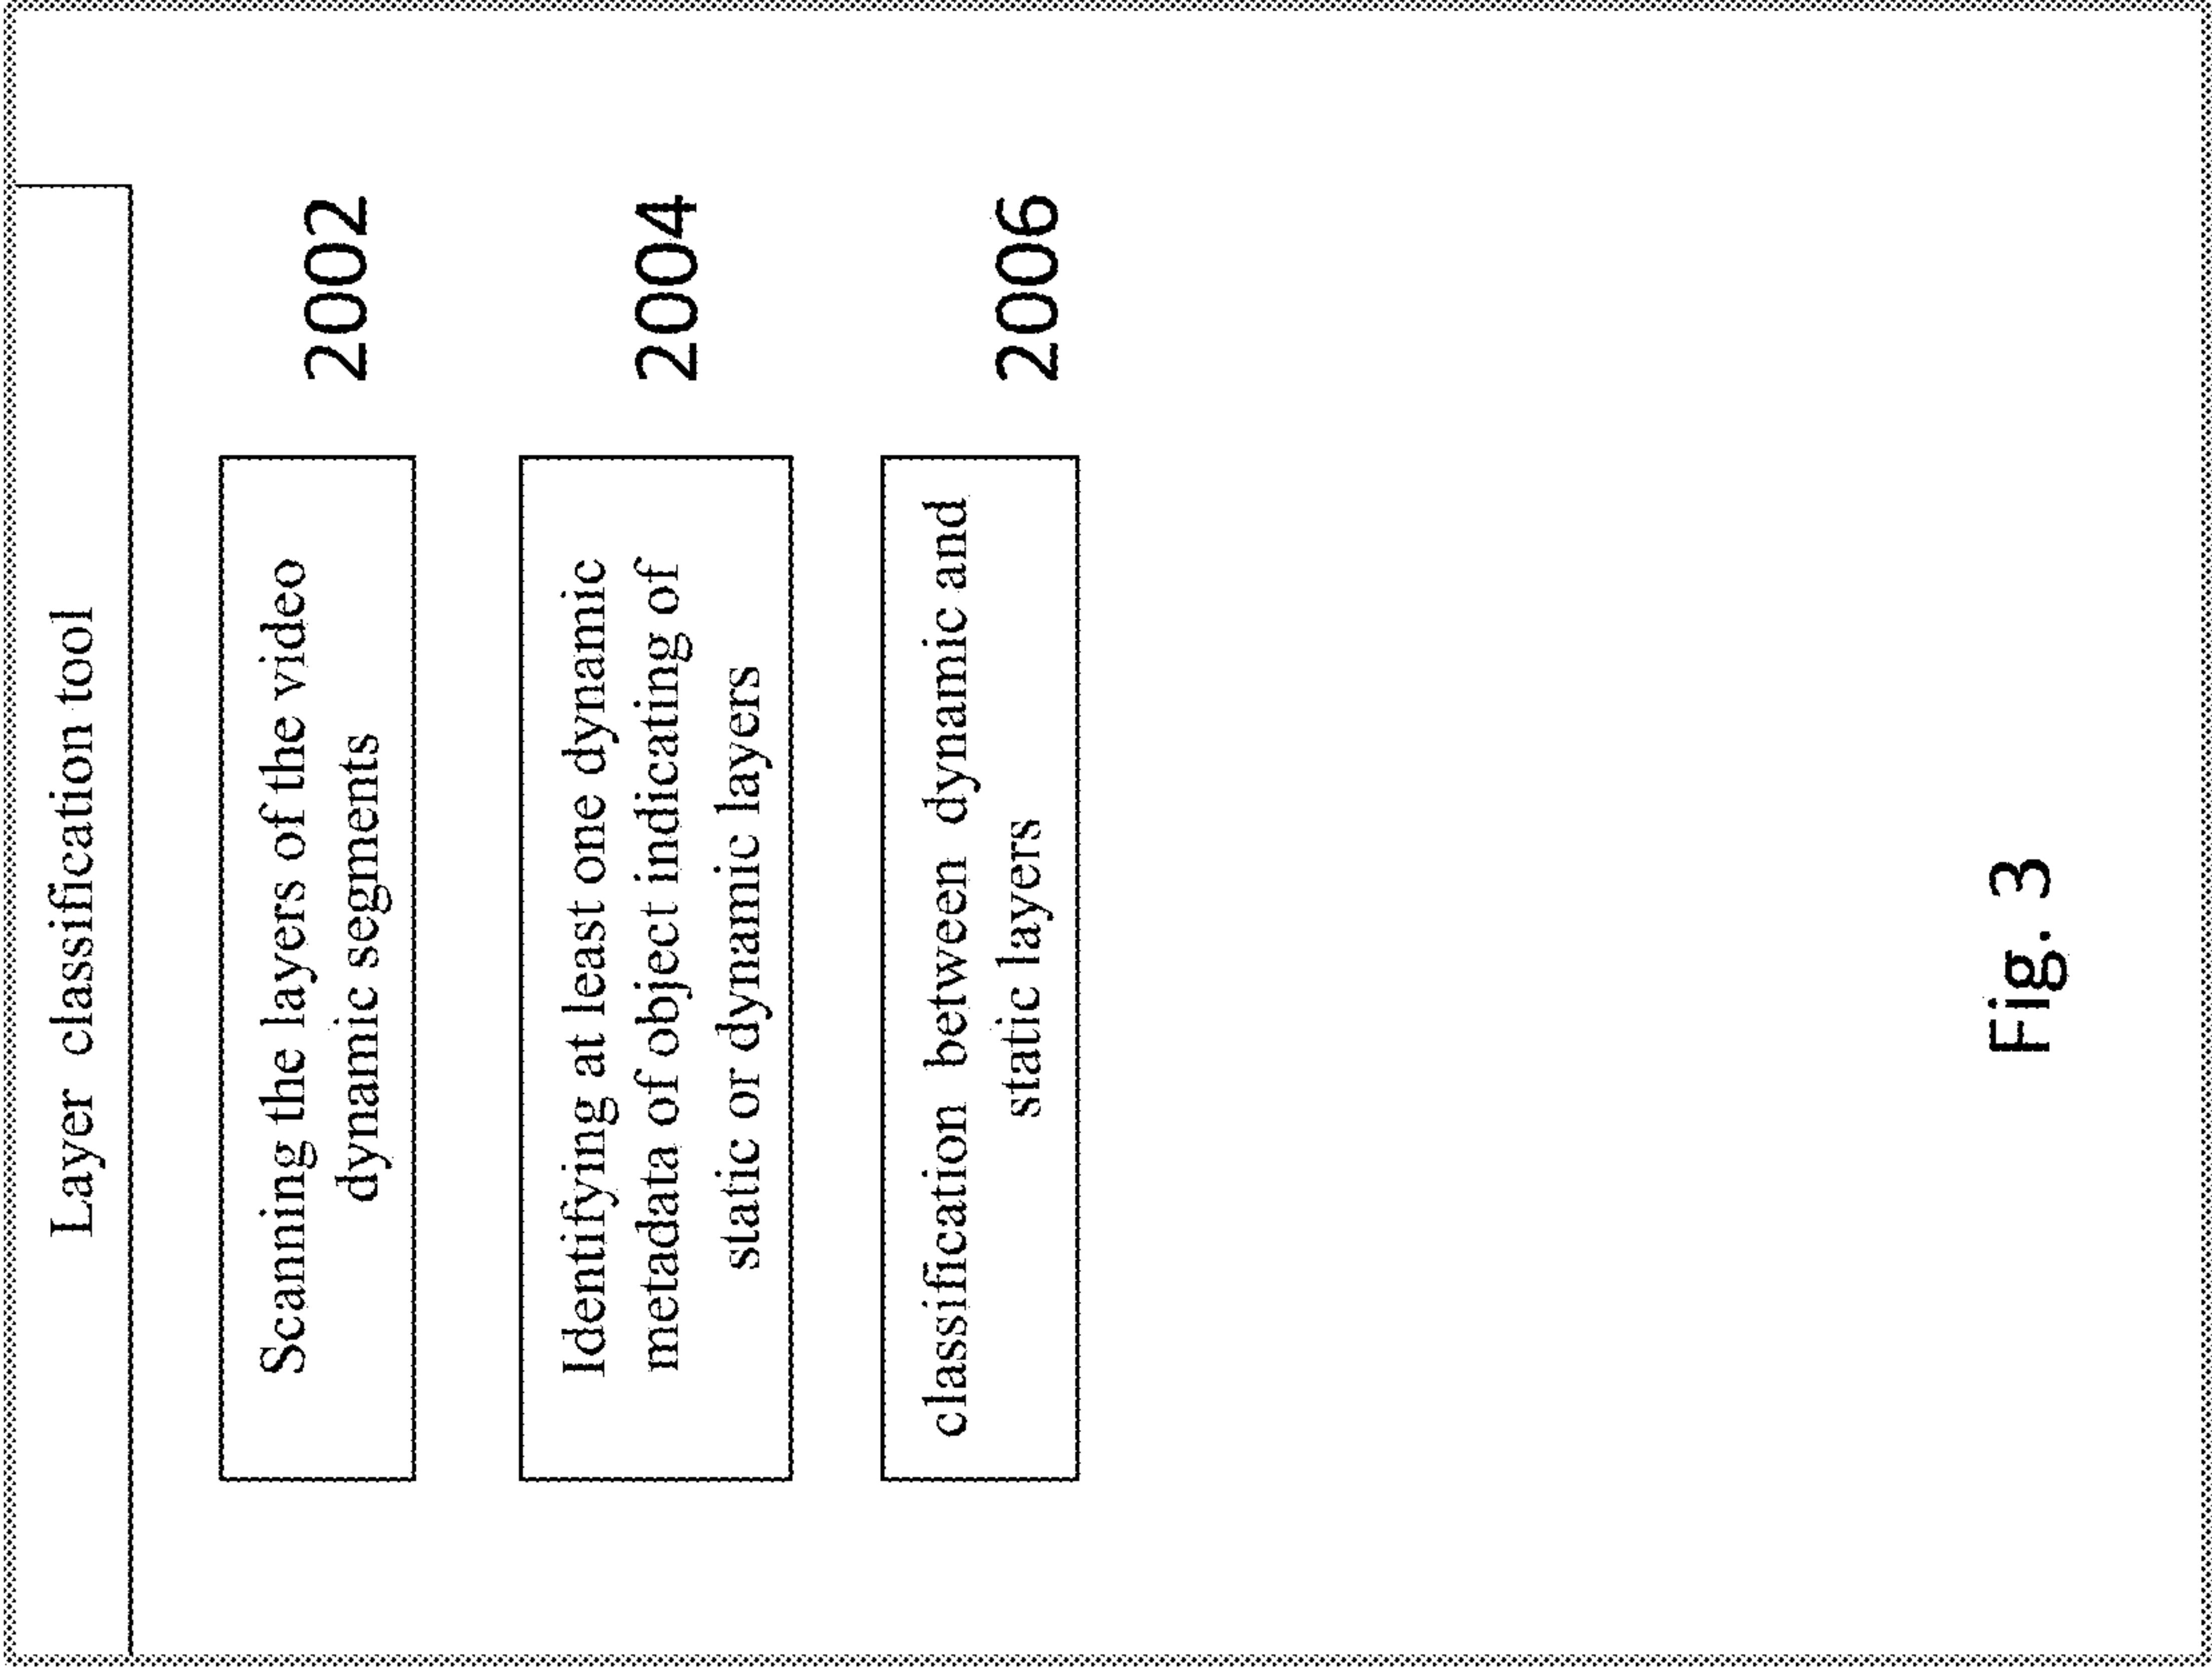 Layer classification tool
Scanning the layers of the video
dynamic segments
2002
Identifying at least one dynamic
metadata of object indicating of
static or dynamic layers
2004
classification between dynamic and
static layers
2006
Fig. 3